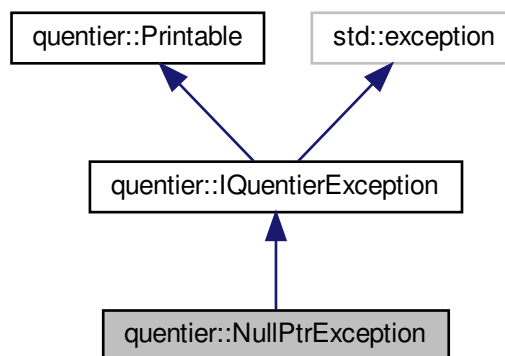 quentier::Printable
std::exception
quentier::IQuentierException
quentier::NullPtrException